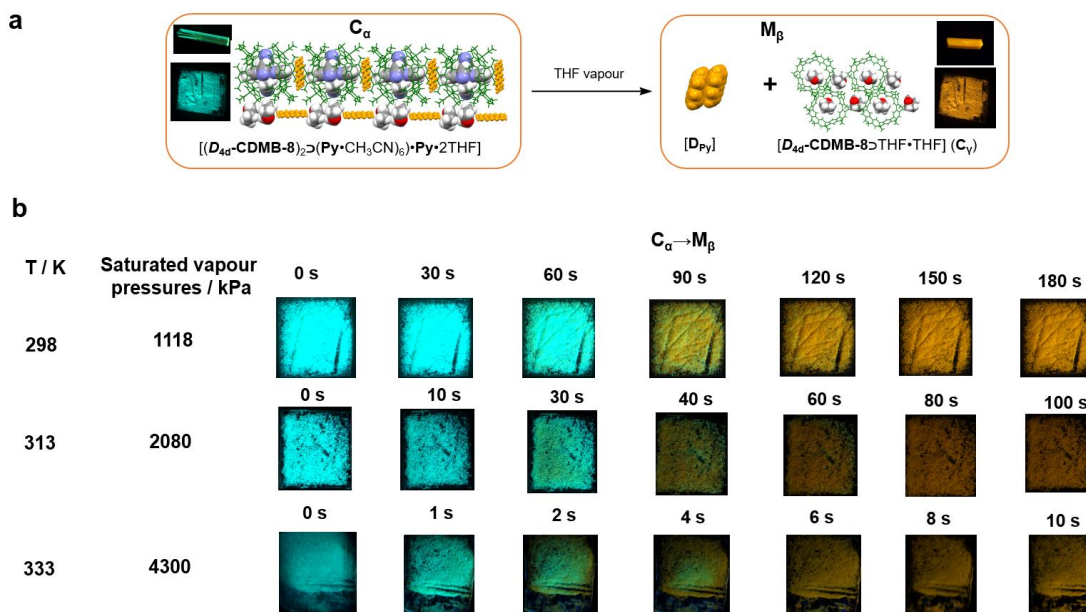 a
Cα
Mβ
THF vapour
+
[DPy]
[(D4d-CDMB-8)2⊃(Py•CH3CN)6)•Py•2THF]
[D4d-CDMB-8⊃THF•THF] (Cγ)
b
Cα→Mβ
T / K
Saturated vapour
pressures / kPa
0 s 30 s 60 s 90 s 120 s 150 s 180 s
298 1118
0 s 10 s 30 s 40 s 60 s 80 s 100 s
313 2080
0 s 1 s 2 s 4 s 6 s 8 s 10 s
333 4300